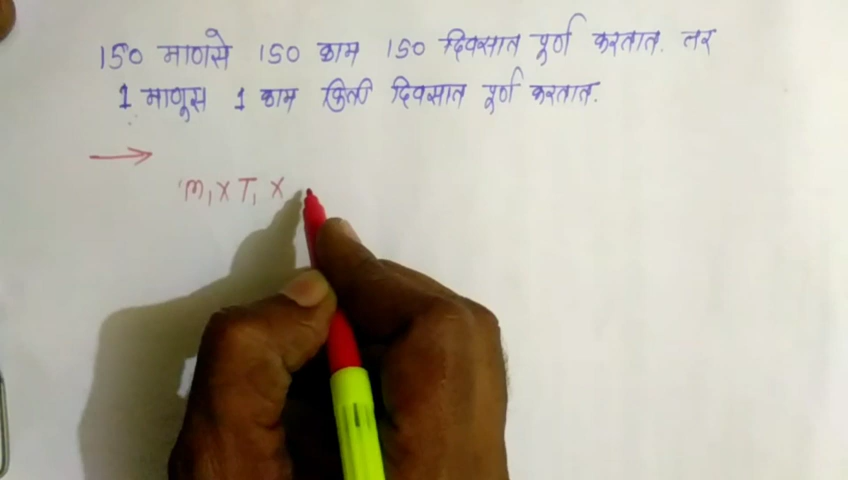 150 माणसे 150 काम 150 दिवसात पूर्ण करतात. तर
1 माणूस 1 काम किती दिवसात पूर्ण करतात.
→
M₁ × T₁ ×